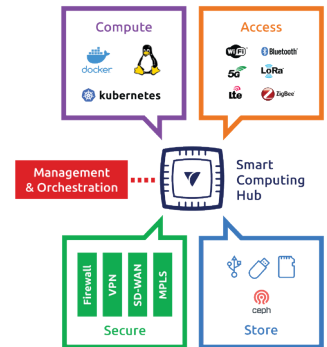 Compute
docker
kubernetes
Access
WiFi
Bluetooth
5G
LoRa
Lte
ZigBee
Management
& Orchestration
Smart
Computing
Hub
Firewall
VPN
SD-WAN
MPLS
Secure
ceph
Store